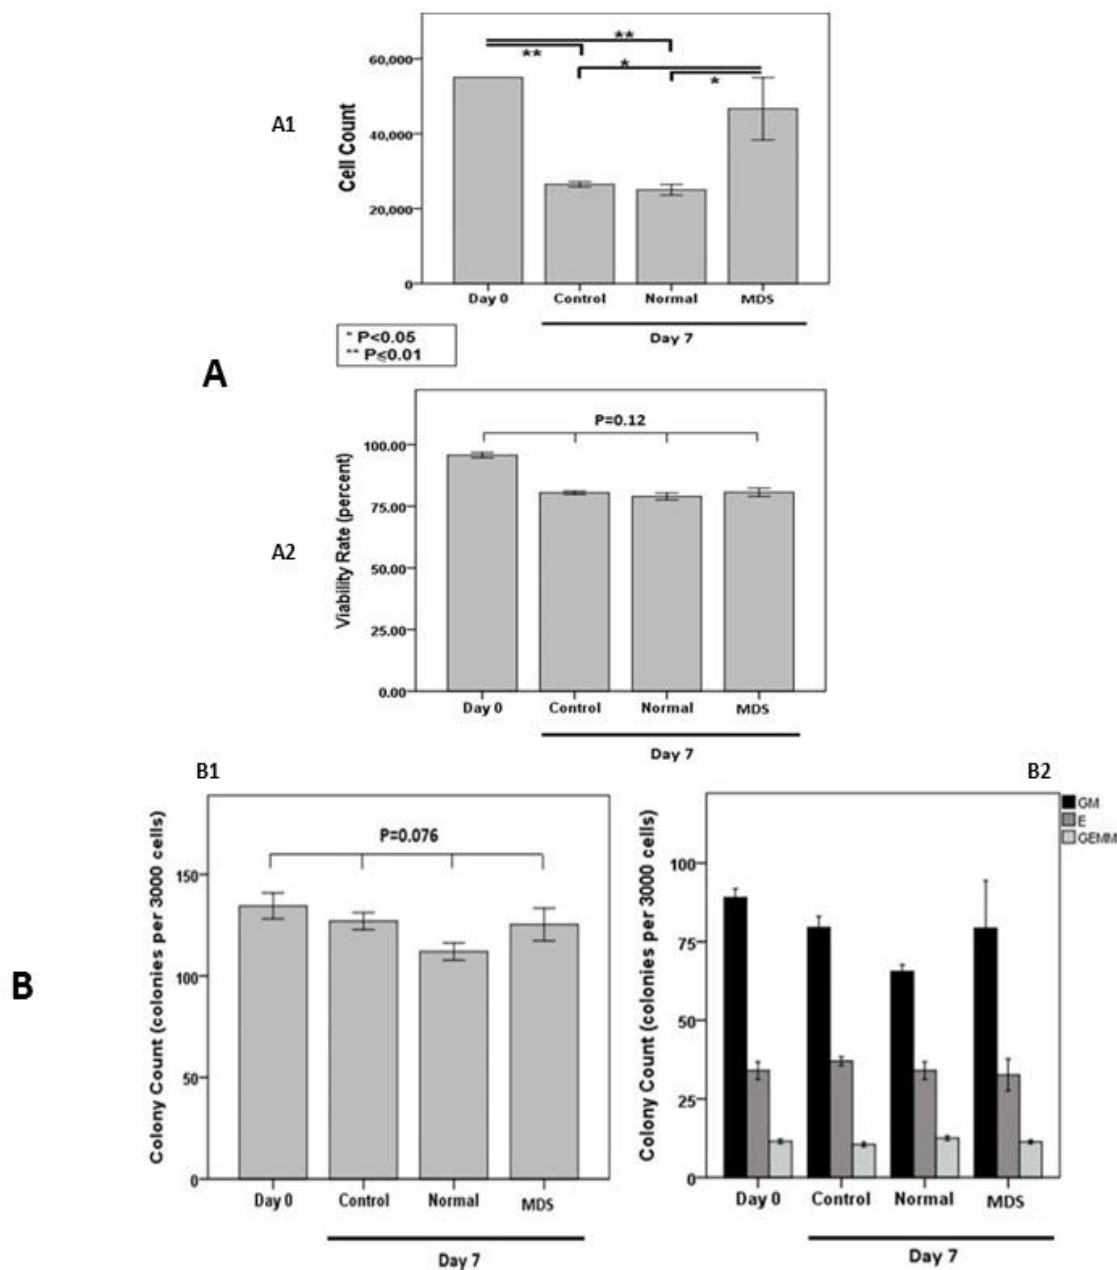 A
A1
** **
* *
Cell Count
60,000
40,000
20,000
0
Day 0 Control Normal MDS
Day 7
* P<0.05
** P≤0.01
A2
P=0.12
Viability Rate (percent)
100.00
75.00
50.00
25.00
0.00
Day 0 Control Normal MDS
Day 7
B
B1
P=0.076
Colony Count (colonies per 3000 cells)
150
100
50
0
Day 0 Control Normal MDS
Day 7
B2
GM
E
GEMM
Colony Count (colonies per 3000 cells)
100
75
50
25
0
Day 0 Control Normal MDS
Day 7